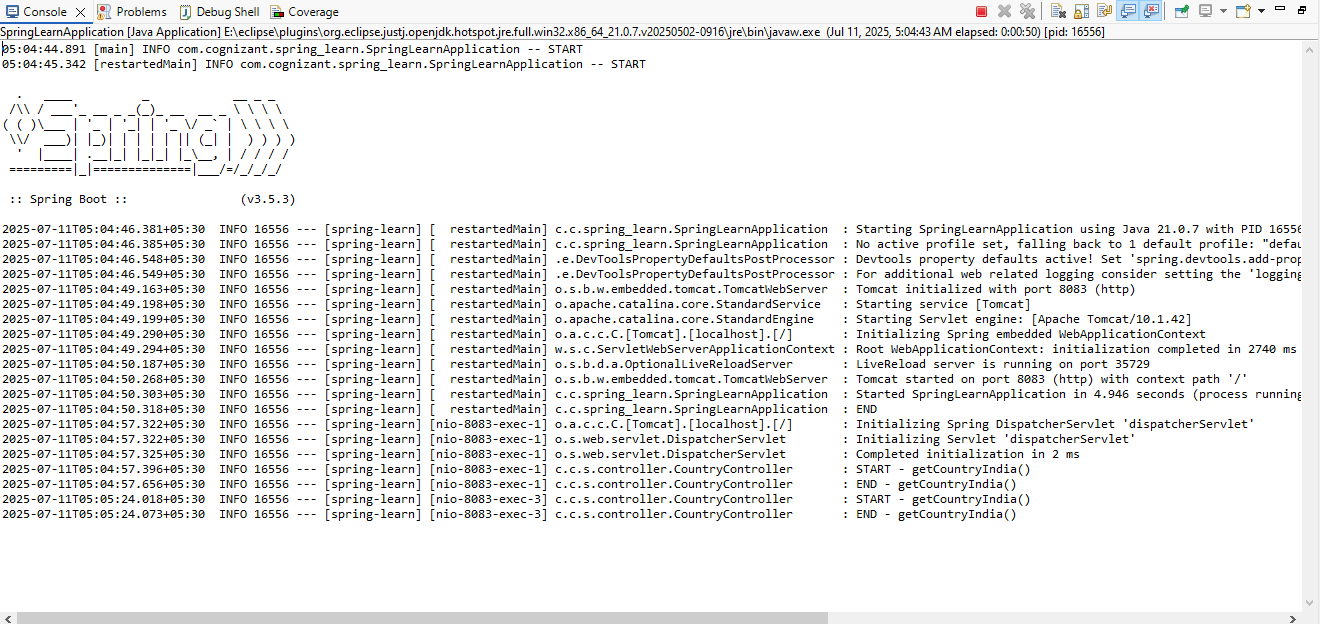 Console Problems Debug Shell Coverage
SpringLearnApplication [Java Application] E:\eclipse\plugins\org.eclipse.justj.openjdk.hotspot.jre.full.win32.x86_64_21.0.7.v20250502-0916\jre\bin\javaw.exe (Jul 11, 2025, 5:04:43 AM elapsed: 0:00:50) [pid: 16556]
05:04:44.891 [main] INFO com.cognizant.spring_learn.SpringLearnApplication -- START
05:04:45.342 [restartedMain] INFO com.cognizant.spring_learn.SpringLearnApplication -- START
  .   ____          _            __ _ _
 /\\ / ___'_ __ _ _(_)_ __  __ _ \ \ \ \
( ( )\___ | '_ | '_| | '_ \/ _` | \ \ \ \
 \\/  ___)| |_)| | | | | || (_| |  ) ) ) )
  '  |____| .__|_| |_|_| |_\__, | / / / /
 =========|_|==============|___/=/_/_/_/
 :: Spring Boot ::                (v3.5.3)
2025-07-11T05:04:46.381+05:30  INFO 16556 --- [spring-learn] [  restartedMain] c.c.spring_learn.SpringLearnApplication  : Starting SpringLearnApplication using Java 21.0.7 with PID 16556
2025-07-11T05:04:46.385+05:30  INFO 16556 --- [spring-learn] [  restartedMain] c.c.spring_learn.SpringLearnApplication  : No active profile set, falling back to 1 default profile: "defau
2025-07-11T05:04:46.548+05:30  INFO 16556 --- [spring-learn] [  restartedMain] .e.DevToolsPropertyDefaultsPostProcessor : Devtools property defaults active! Set 'spring.devtools.add-prop
2025-07-11T05:04:46.549+05:30  INFO 16556 --- [spring-learn] [  restartedMain] .e.DevToolsPropertyDefaultsPostProcessor : For additional web related logging consider setting the 'logging
2025-07-11T05:04:49.163+05:30  INFO 16556 --- [spring-learn] [  restartedMain] o.s.b.w.embedded.tomcat.TomcatWebServer  : Tomcat initialized with port 8083 (http)
2025-07-11T05:04:49.198+05:30  INFO 16556 --- [spring-learn] [  restartedMain] o.apache.catalina.core.StandardService   : Starting service [Tomcat]
2025-07-11T05:04:49.199+05:30  INFO 16556 --- [spring-learn] [  restartedMain] o.apache.catalina.core.StandardEngine    : Starting Servlet engine: [Apache Tomcat/10.1.42]
2025-07-11T05:04:49.290+05:30  INFO 16556 --- [spring-learn] [  restartedMain] o.a.c.c.C.[Tomcat].[localhost].[/]       : Initializing Spring embedded WebApplicationContext
2025-07-11T05:04:49.294+05:30  INFO 16556 --- [spring-learn] [  restartedMain] w.s.c.ServletWebServerApplicationContext : Root WebApplicationContext: initialization completed in 2740 ms
2025-07-11T05:04:50.187+05:30  INFO 16556 --- [spring-learn] [  restartedMain] o.s.b.d.a.OptionalLiveReloadServer       : LiveReload server is running on port 35729
2025-07-11T05:04:50.268+05:30  INFO 16556 --- [spring-learn] [  restartedMain] o.s.b.w.embedded.tomcat.TomcatWebServer  : Tomcat started on port 8083 (http) with context path '/'
2025-07-11T05:04:50.303+05:30  INFO 16556 --- [spring-learn] [  restartedMain] c.c.spring_learn.SpringLearnApplication  : Started SpringLearnApplication in 4.946 seconds (process running
2025-07-11T05:04:50.318+05:30  INFO 16556 --- [spring-learn] [  restartedMain] c.c.spring_learn.SpringLearnApplication  : END
2025-07-11T05:04:57.322+05:30  INFO 16556 --- [spring-learn] [nio-8083-exec-1] o.a.c.c.C.[Tomcat].[localhost].[/]       : Initializing Spring DispatcherServlet 'dispatcherServlet'
2025-07-11T05:04:57.322+05:30  INFO 16556 --- [spring-learn] [nio-8083-exec-1] o.s.web.servlet.DispatcherServlet        : Initializing Servlet 'dispatcherServlet'
2025-07-11T05:04:57.325+05:30  INFO 16556 --- [spring-learn] [nio-8083-exec-1] o.s.web.servlet.DispatcherServlet        : Completed initialization in 2 ms
2025-07-11T05:04:57.396+05:30  INFO 16556 --- [spring-learn] [nio-8083-exec-1] c.c.s.controller.CountryController       : START - getCountryIndia()
2025-07-11T05:04:57.656+05:30  INFO 16556 --- [spring-learn] [nio-8083-exec-1] c.c.s.controller.CountryController       : END - getCountryIndia()
2025-07-11T05:05:24.018+05:30  INFO 16556 --- [spring-learn] [nio-8083-exec-3] c.c.s.controller.CountryController       : START - getCountryIndia()
2025-07-11T05:05:24.073+05:30  INFO 16556 --- [spring-learn] [nio-8083-exec-3] c.c.s.controller.CountryController       : END - getCountryIndia()